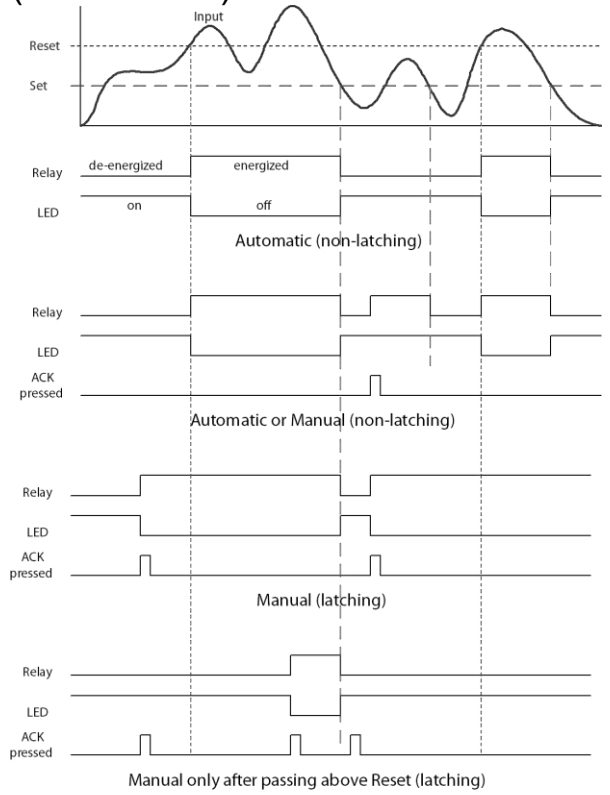 Input
Reset
Set
Relay de-energized energized
LED on off
Automatic (non-latching)
Relay
LED
ACK
pressed
Automatic or Manual (non-latching)
Relay
LED
ACK
pressed
Manual (latching)
Relay
LED
ACK
pressed
Manual only after passing above Reset (latching)